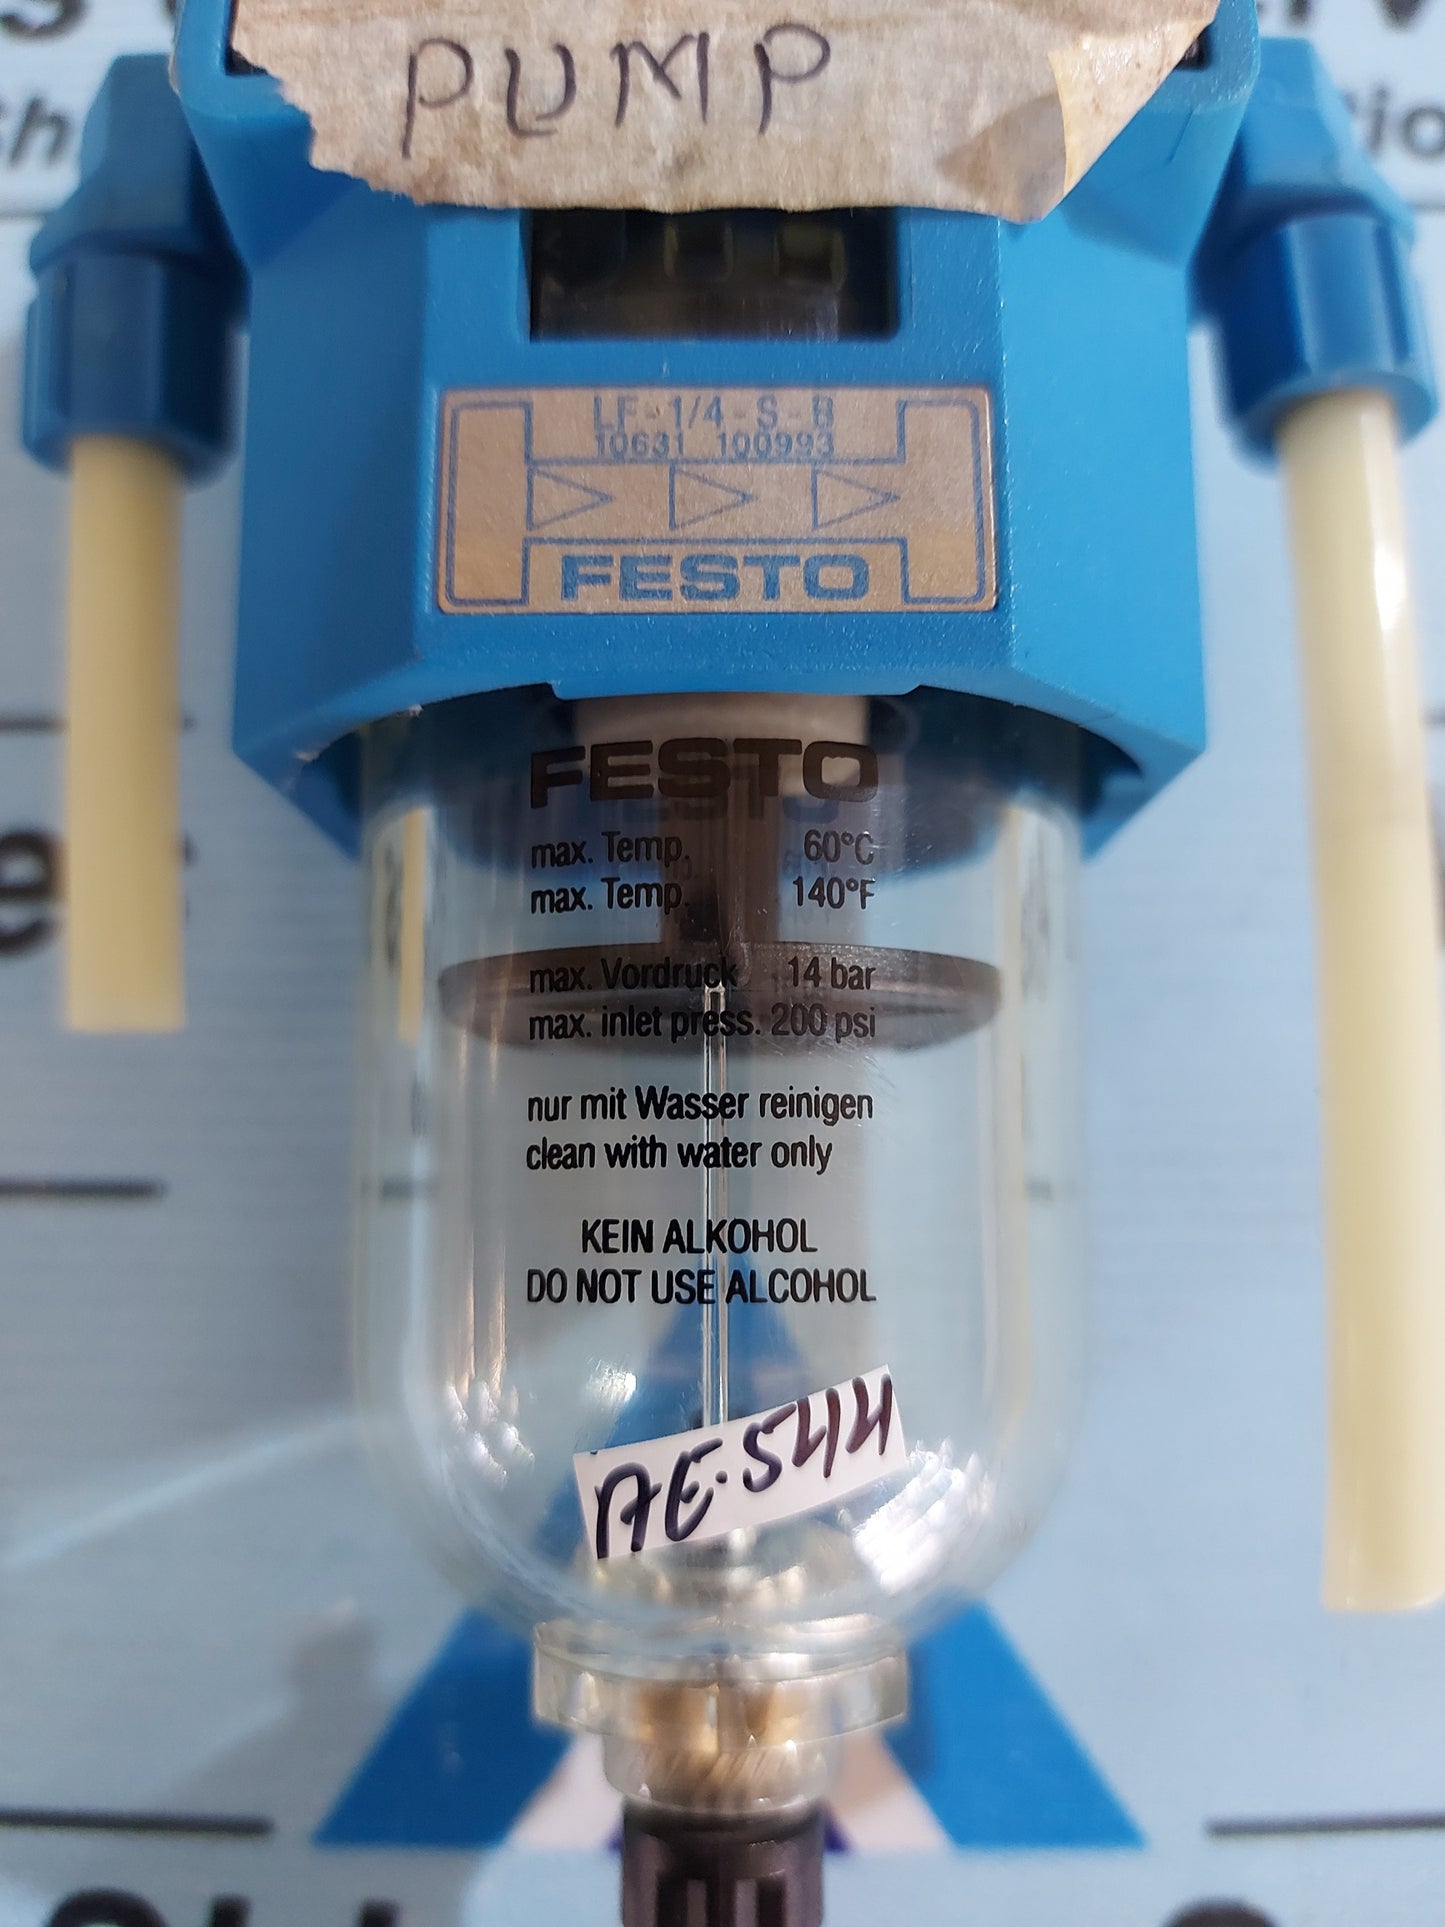 PUMP
LF-1/4-S-B
10631 100993
FESTO
FESTO
max. Temp. 60°C
max. Temp. 140°F
max. Vordruck 14 bar
max. inlet press. 200 psi
nur mit Wasser reinigen
clean with water only
KEIN ALKOHOL
DO NOT USE ALCOHOL
AE-544